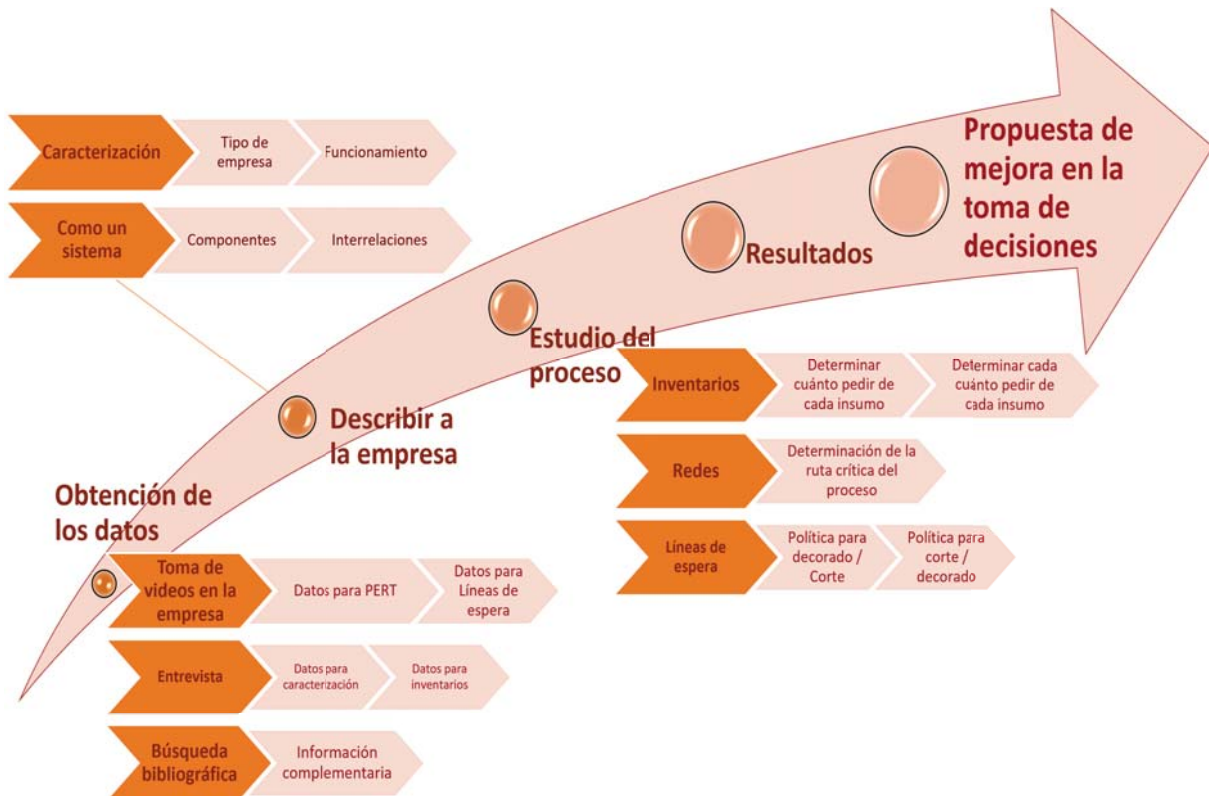 Caracterización
Tipo de
empresa
Funcionamiento
Como un
sistema
Componentes
Interrelaciones
Propuesta de
mejora en la
toma de
decisiones
Resultados
Estudio del
proceso
Describir a
la empresa
Obtención de
los datos
Inventarios
Determinar
cuánto pedir de
cada insumo
Determinar cada
cuánto pedir de
cada insumo
Redes
Determinación de la
ruta crítica del
proceso
Líneas de
espera
Política para
decorado /
Corte
Política para
corte /
decorado
Toma de
videos en la
empresa
Datos para PERT
Datos para
Líneas de
espera
Entrevista
Datos para
caracterización
Datos para
inventarios
Búsqueda
bibliográfica
Información
complementaria